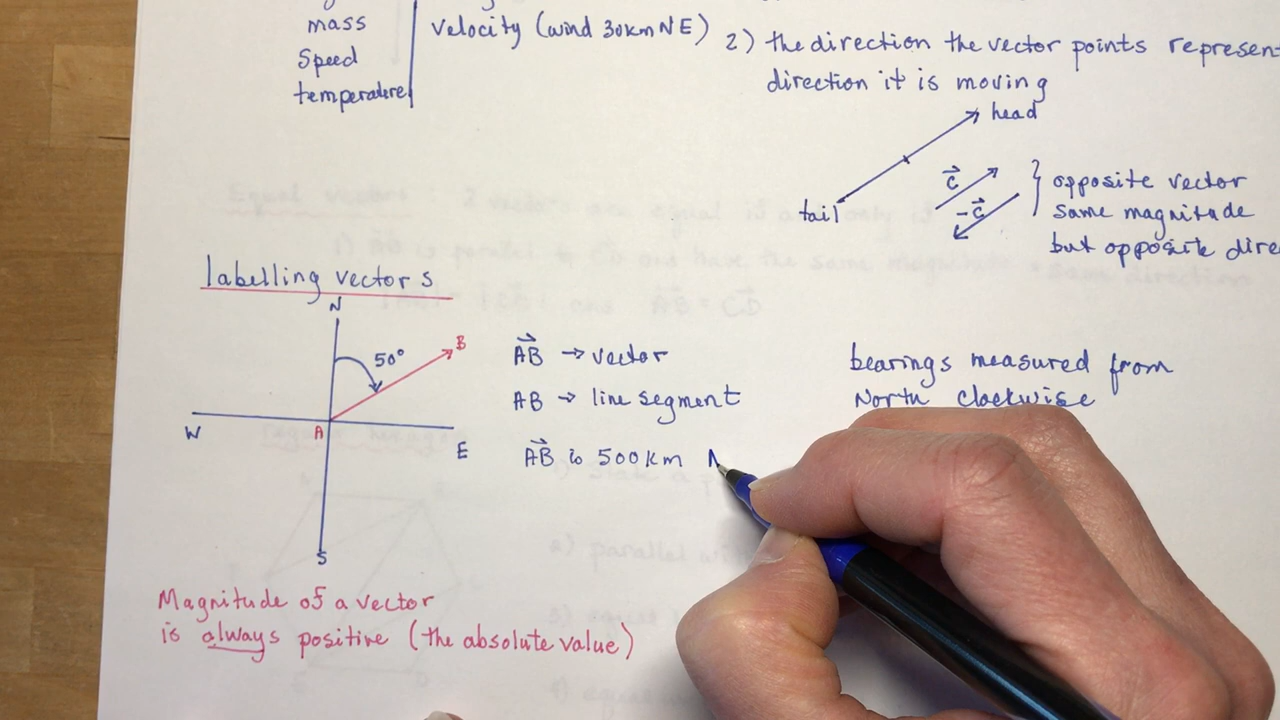 mass
Speed
temperature
velocity (wind 30km NE)
2) the direction the vector points represent
direction it is moving
head
tail
c⃗
-c⃗
opposite vector
same magnitude
but opposite dire
labelling vectors
N
50°
B
W
A
E
S
A⃗B → vector
AB → line segment
A⃗B is 500km N
bearings measured from
North clockwise
Magnitude of a vector
is always positive (the absolute value)